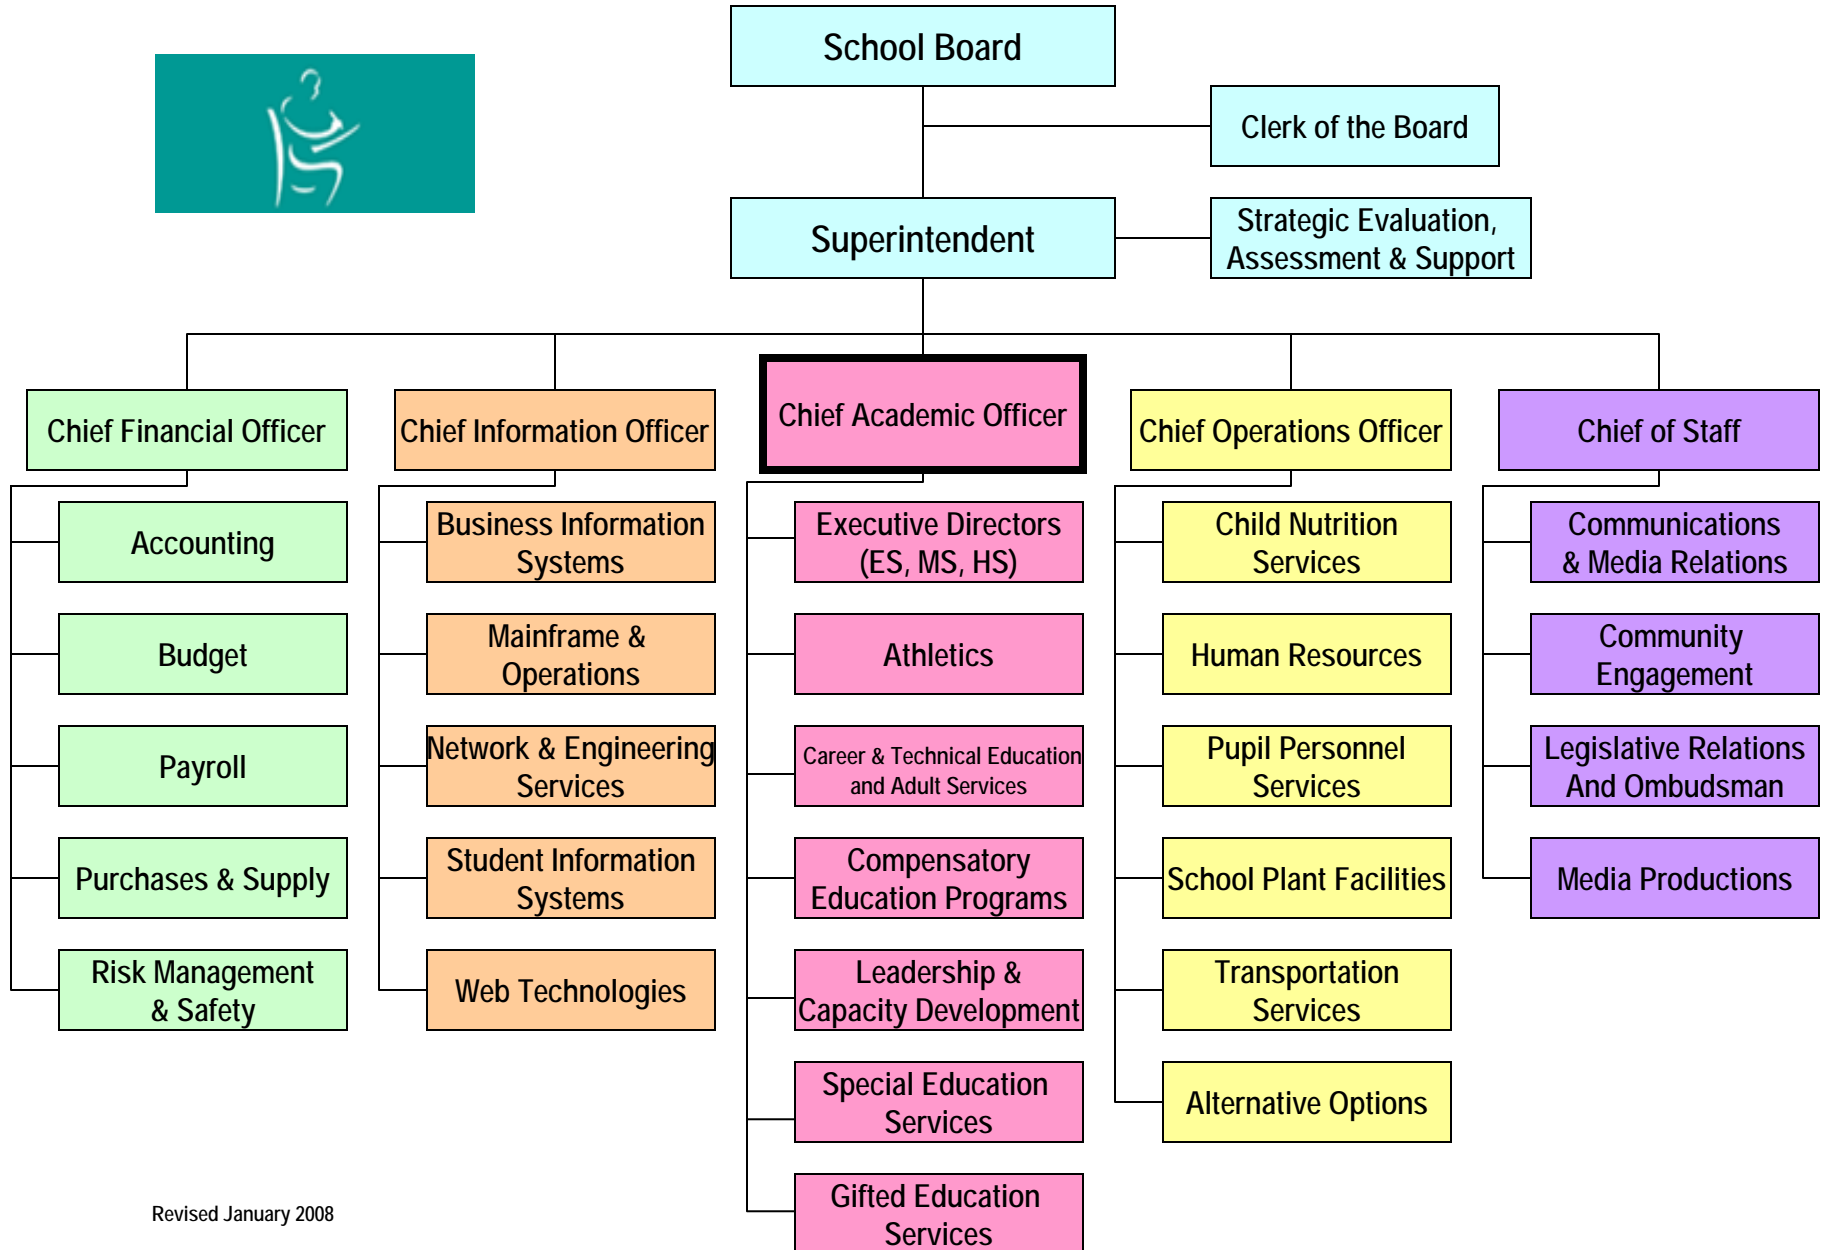 School Board
Clerk of the Board
Superintendent
Strategic Evaluation,
Assessment & Support
Chief Financial Officer
Accounting
Budget
Payroll
Purchases & Supply
Risk Management
& Safety
Chief Information Officer
Business Information
Systems
Mainframe &
Operations
Network & Engineering
Services
Student Information
Systems
Web Technologies
Chief Academic Officer
Executive Directors
(ES, MS, HS)
Athletics
Career & Technical Education
and Adult Services
Compensatory
Education Programs
Leadership &
Capacity Development
Special Education
Services
Gifted Education
Services
Chief Operations Officer
Child Nutrition
Services
Human Resources
Pupil Personnel
Services
School Plant Facilities
Transportation
Services
Alternative Options
Chief of Staff
Communications
& Media Relations
Community
Engagement
Legislative Relations
And Ombudsman
Media Productions
Revised January 2008